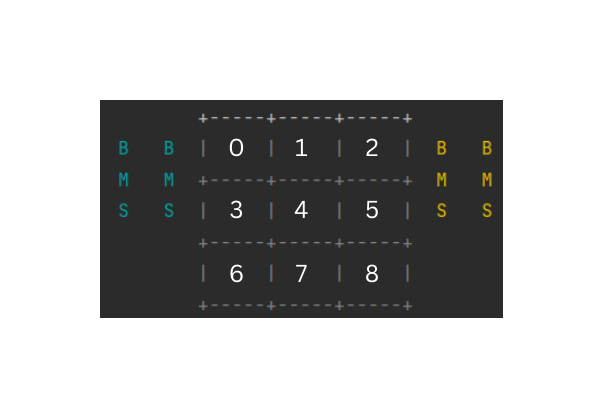 +-----+-----+-----+
B B | 0 | 1 | 2 | B B
M M +-----+-----+-----+ M M
S S | 3 | 4 | 5 | S S
+-----+-----+-----+
| 6 | 7 | 8 |
+-----+-----+-----+